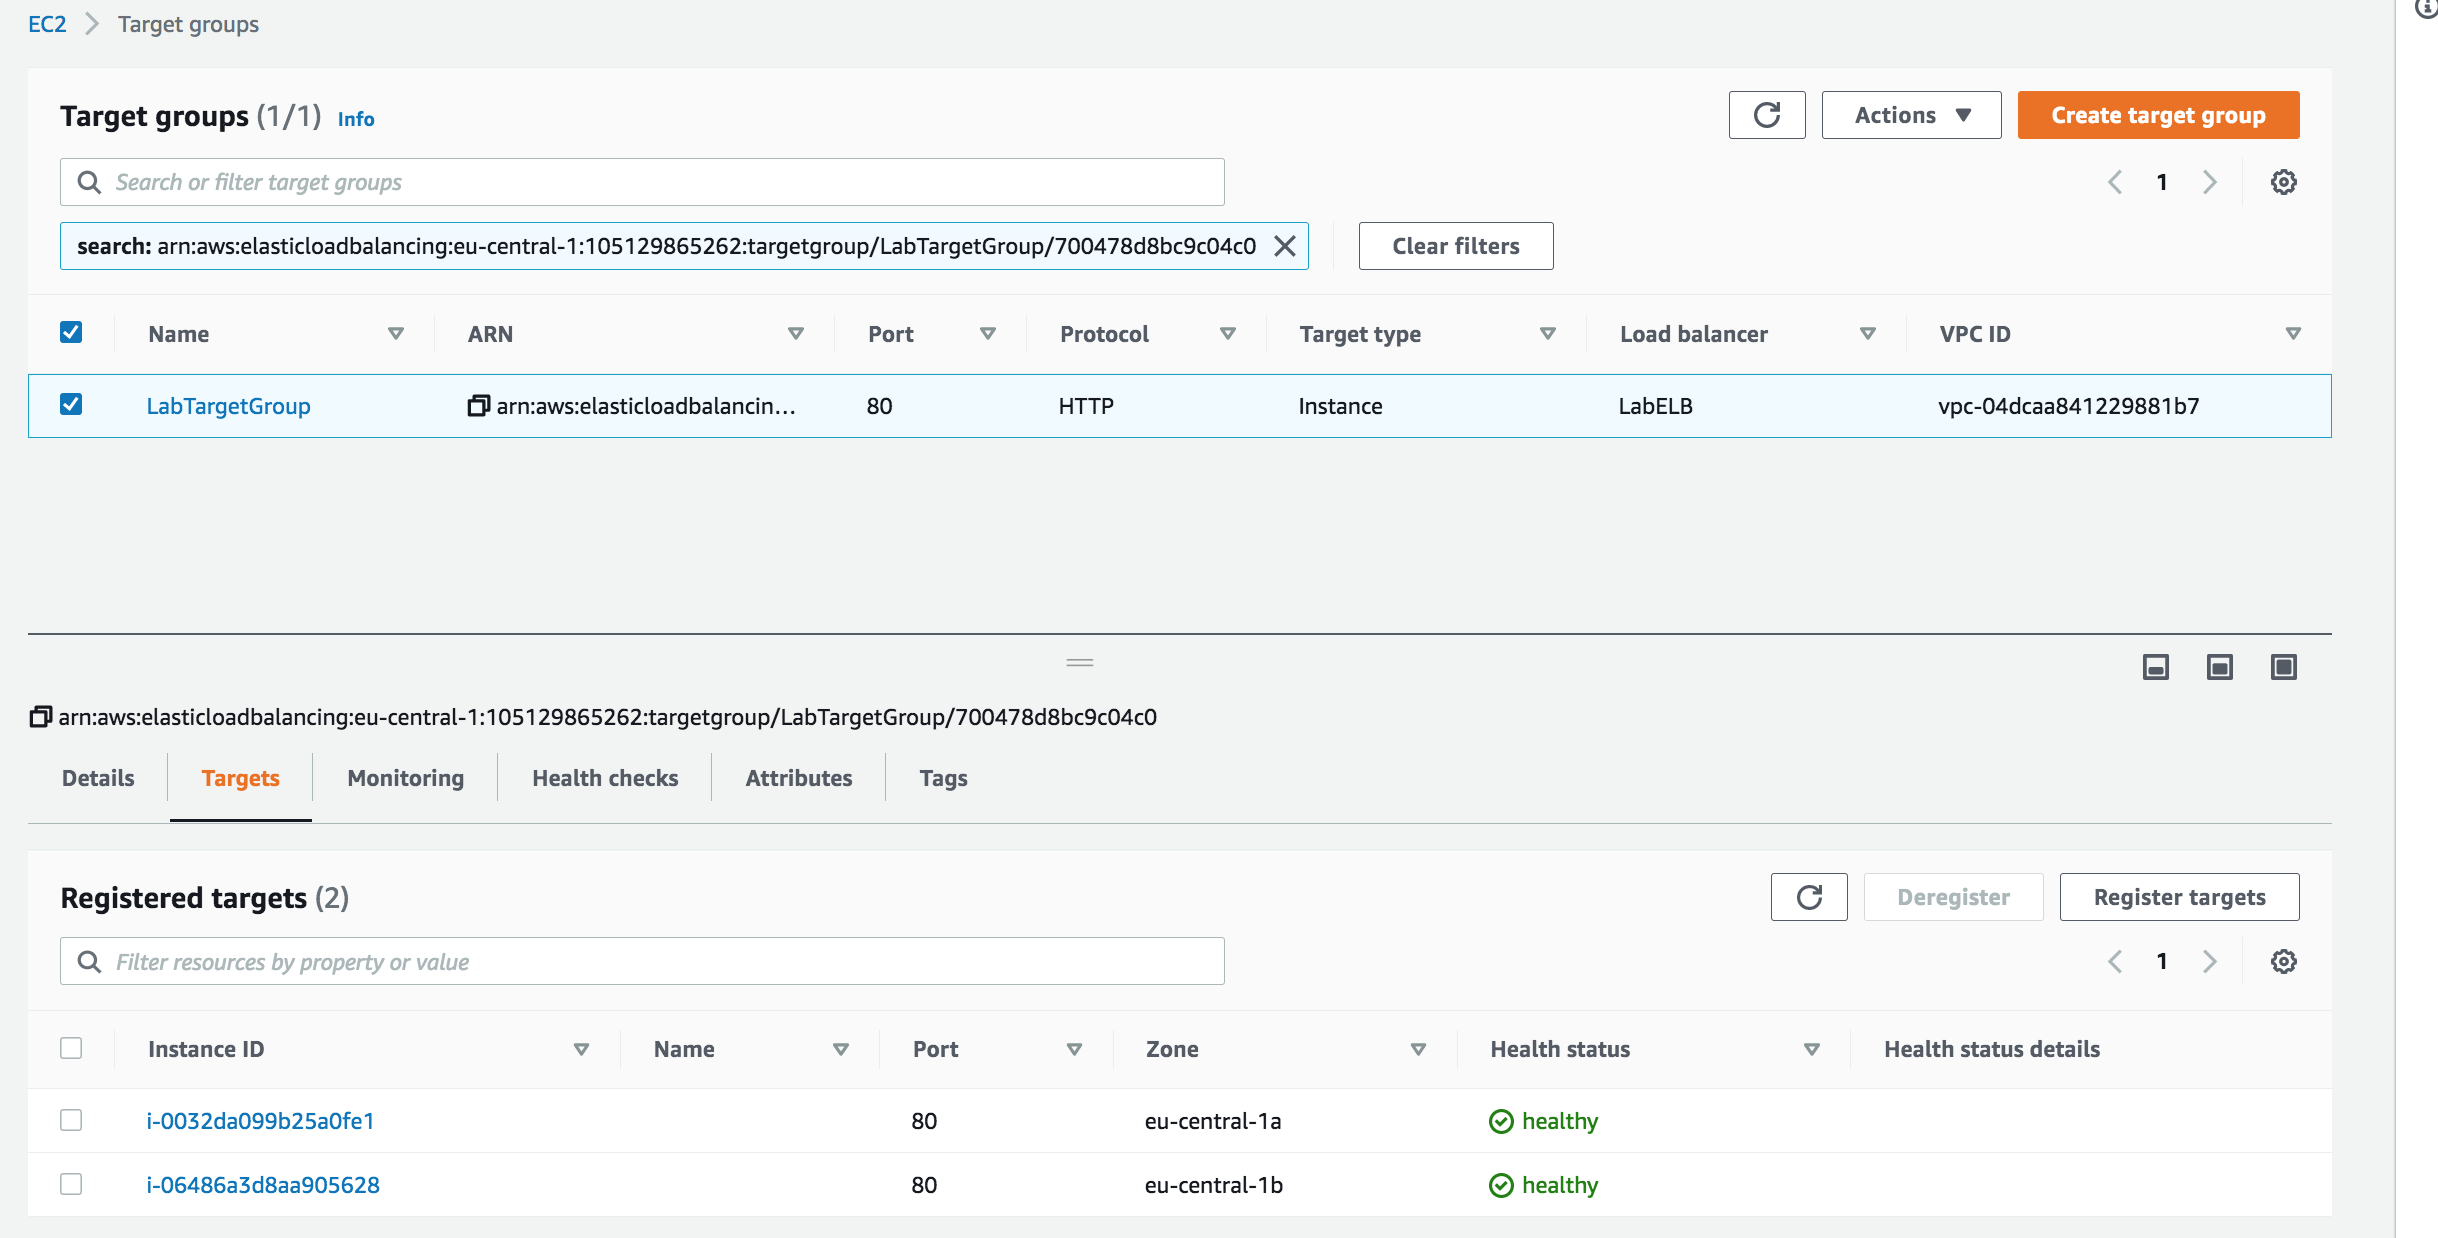 EC2 Target groups
Target groups (1/1) Info
Actions Create target group
Search or filter target groups
1
search: arn:aws:elasticloadbalancing:eu-central-1:105129865262:targetgroup/LabTargetGroup/700478d8bc9c04c0 Clear filters
Name ARN Port Protocol Target type Load balancer VPC ID
LabTargetGroup arn:aws:elasticloadbalancin... 80 HTTP Instance LabELB vpc-04dcaa841229881b7
arn:aws:elasticloadbalancing:eu-central-1:105129865262:targetgroup/LabTargetGroup/700478d8bc9c04c0
Details Targets Monitoring Health checks Attributes Tags
Registered targets (2)
Deregister Register targets
Filter resources by property or value
1
Instance ID Name Port Zone Health status Health status details
i-0032da099b25a0fe1 80 eu-central-1a healthy
i-06486a3d8aa905628 80 eu-central-1b healthy